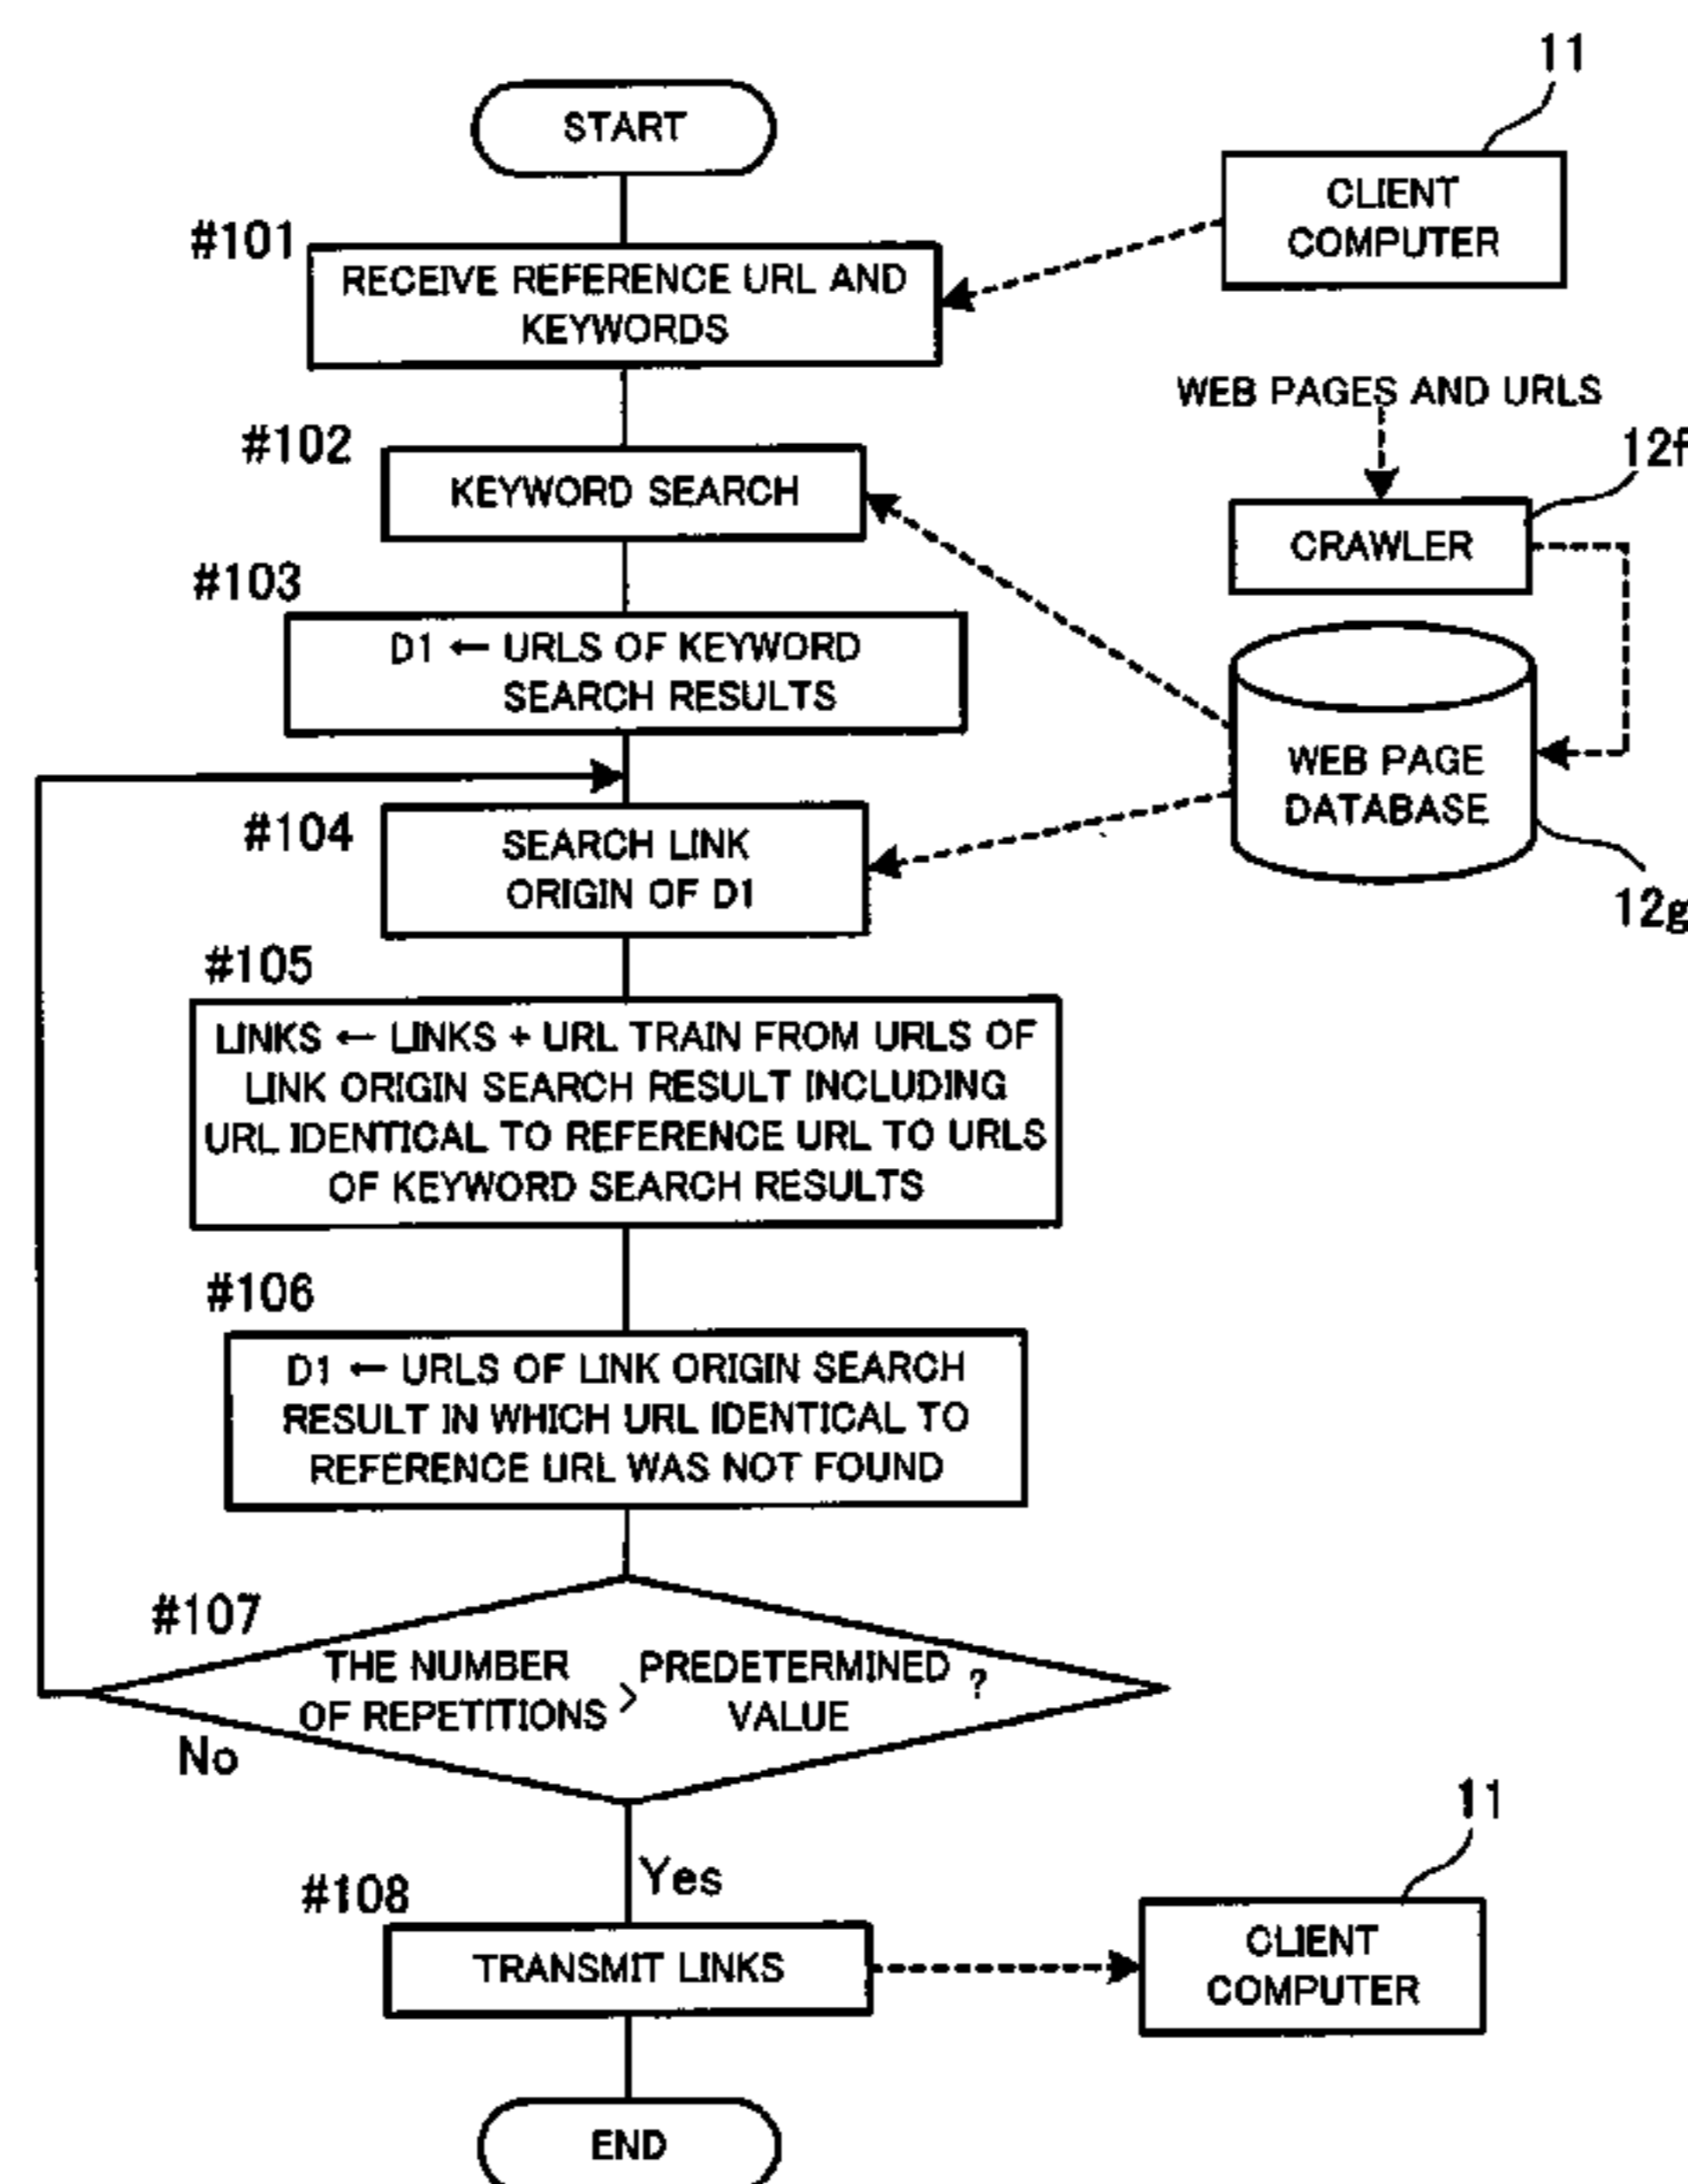 START
11
CLIENT
COMPUTER
#101
RECEIVE REFERENCE URL AND
KEYWORDS
WEB PAGES AND URLS
#102
KEYWORD SEARCH
12f
CRAWLER
#103
D1 ← URLS OF KEYWORD
SEARCH RESULTS
WEB PAGE
DATABASE
12g
#104
SEARCH LINK
ORIGIN OF D1
#105
LINKS ← LINKS + URL TRAIN FROM URLS OF
LINK ORIGIN SEARCH RESULT INCLUDING
URL IDENTICAL TO REFERENCE URL TO URLS
OF KEYWORD SEARCH RESULTS
#106
D1 ← URLS OF LINK ORIGIN SEARCH
RESULT IN WHICH URL IDENTICAL TO
REFERENCE URL WAS NOT FOUND
#107
THE NUMBER
OF REPETITIONS > PREDETERMINED
VALUE ?
No
Yes
#108
TRANSMIT LINKS
11
CLIENT
COMPUTER
END